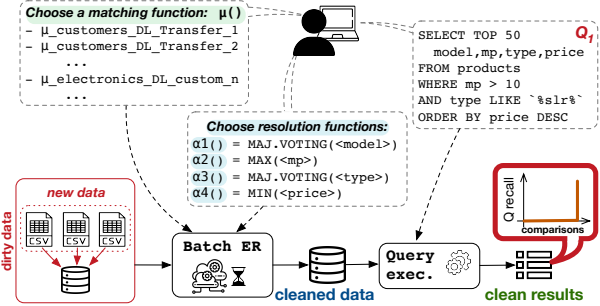 Choose a matching function: μ()
- μ_customers_DL_Transfer_1
- μ_customers_DL_Transfer_2
...
- μ_electronics_DL_custom_n
...
Q1
SELECT TOP 50
model,mp,type,price
FROM products
WHERE mp > 10
AND type LIKE `%slr%`
ORDER BY price DESC
Choose resolution functions:
α1() = MAJ.VOTING(<model>)
α2() = MAX(<mp>)
α3() = MAJ.VOTING(<type>)
α4() = MIN(<price>)
dirty data
new data
CSV
CSV
CSV
Batch ER
cleaned data
Query
exec.
Q recall
comparisons
clean results